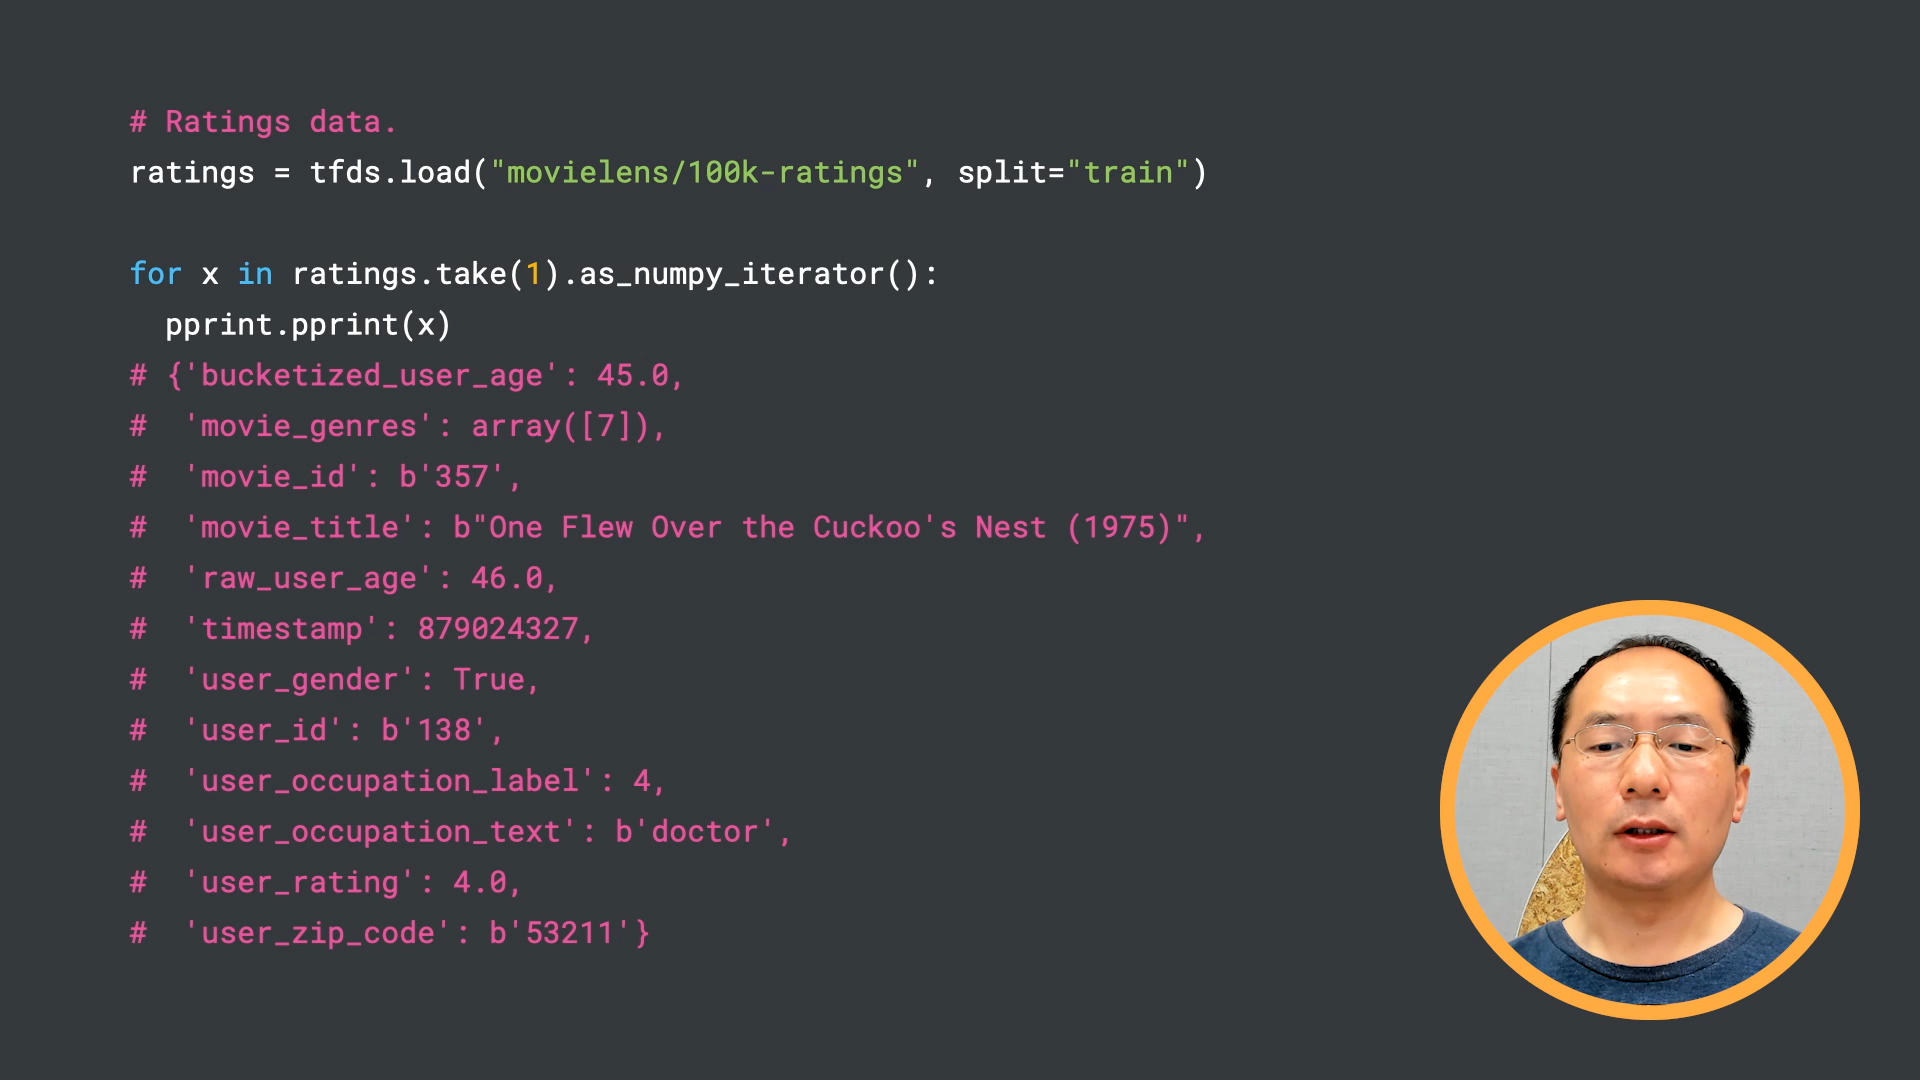 # Ratings data.
ratings = tfds.load("movielens/100k-ratings", split="train")
for x in ratings.take(1).as_numpy_iterator():
  pprint.pprint(x)
# {'bucketized_user_age': 45.0,
#  'movie_genres': array([7]),
#  'movie_id': b'357',
#  'movie_title': b"One Flew Over the Cuckoo's Nest (1975)",
#  'raw_user_age': 46.0,
#  'timestamp': 879024327,
#  'user_gender': True,
#  'user_id': b'138',
#  'user_occupation_label': 4,
#  'user_occupation_text': b'doctor',
#  'user_rating': 4.0,
#  'user_zip_code': b'53211'}